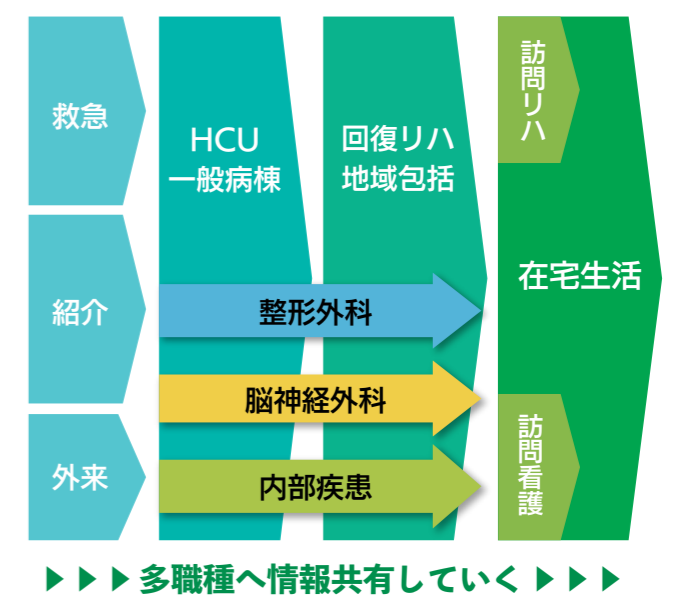 救急
紹介
外来
HCU
一般病棟
回復リハ
地域包括
整形外科
脳神経外科
内部疾患
訪問リハ
在宅生活
訪問看護
▶▶▶多職種へ情報共有していく▶▶▶